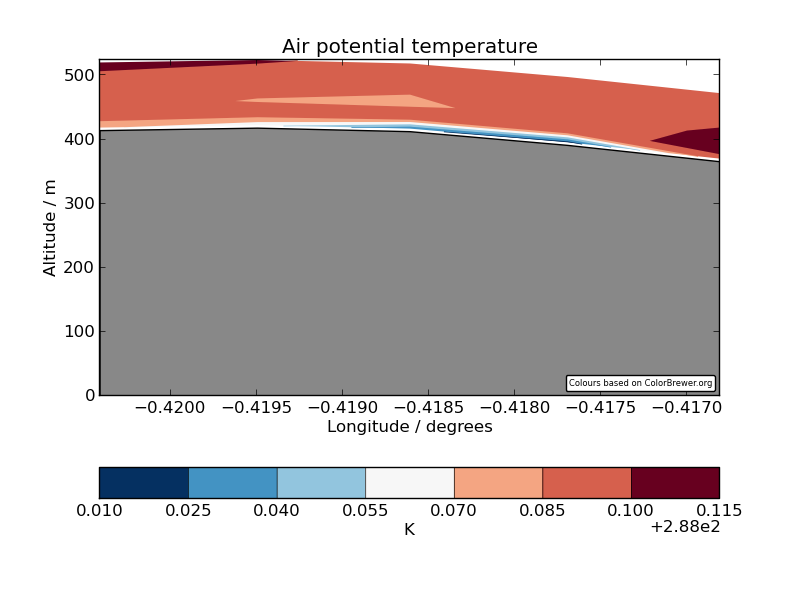 Air potential temperature
Altitude / m
500
400
300
200
100
0
Colours based on ColorBrewer.org
−0.4200 −0.4195 −0.4190 −0.4185 −0.4180 −0.4175 −0.4170
Longitude / degrees
0.010 0.025 0.040 0.055 0.070 0.085 0.100 0.115
+2.88e2
K